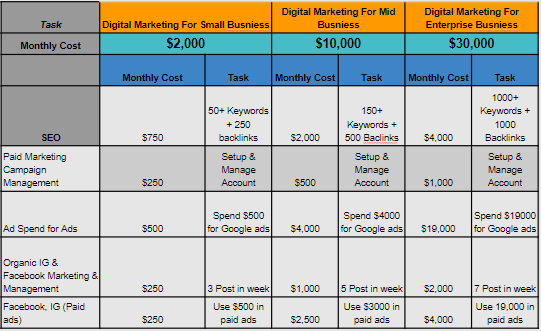 Task Digital Marketing For Small Busniess Digital Marketing For Mid Busniess Digital Marketing For Enterprise Busniess
Monthly Cost $2,000 $10,000 $30,000
Monthly Cost Task Monthly Cost Task Monthly Cost Task
SEO $750 50+ Keywords + 250 backlinks $2,000 150+ Keywords + 500 Baclinks $4,000 1000+ Keywords + 1000 Backlinks
Paid Marketing Campaign Management $250 Setup & Manage Account $500 Setup & Manage Account $1,000 Setup & Manage Account
Ad Spend for Ads $500 Spend $500 for Google ads $4,000 Spend $4000 for Google ads $19,000 Spend $19000 for Google ads
Organic IG & Facebook Marketing & Management $250 3 Post in week $1,000 5 Post in week $2,000 7 Post in week
Facebook, IG (Paid ads) $250 Use $500 in paid ads $2,500 Use $3000 in paid ads $4,000 Use 19,000 in paid ads